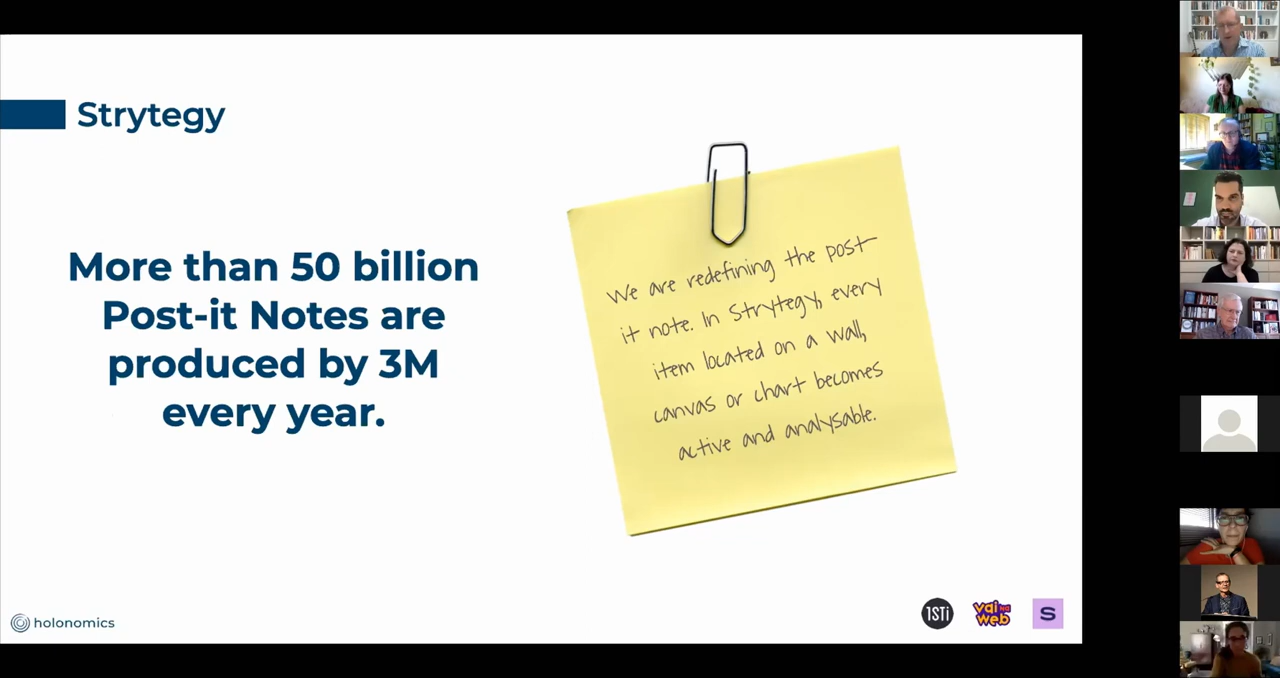 Strytegy
More than 50 billion
Post-it Notes are
produced by 3M
every year.
We are redefining the post-
it note. In Strytegy, every
item located on a wall,
canvas or chart becomes
active and analysable.
holonomics
1STi
vai na
web
S